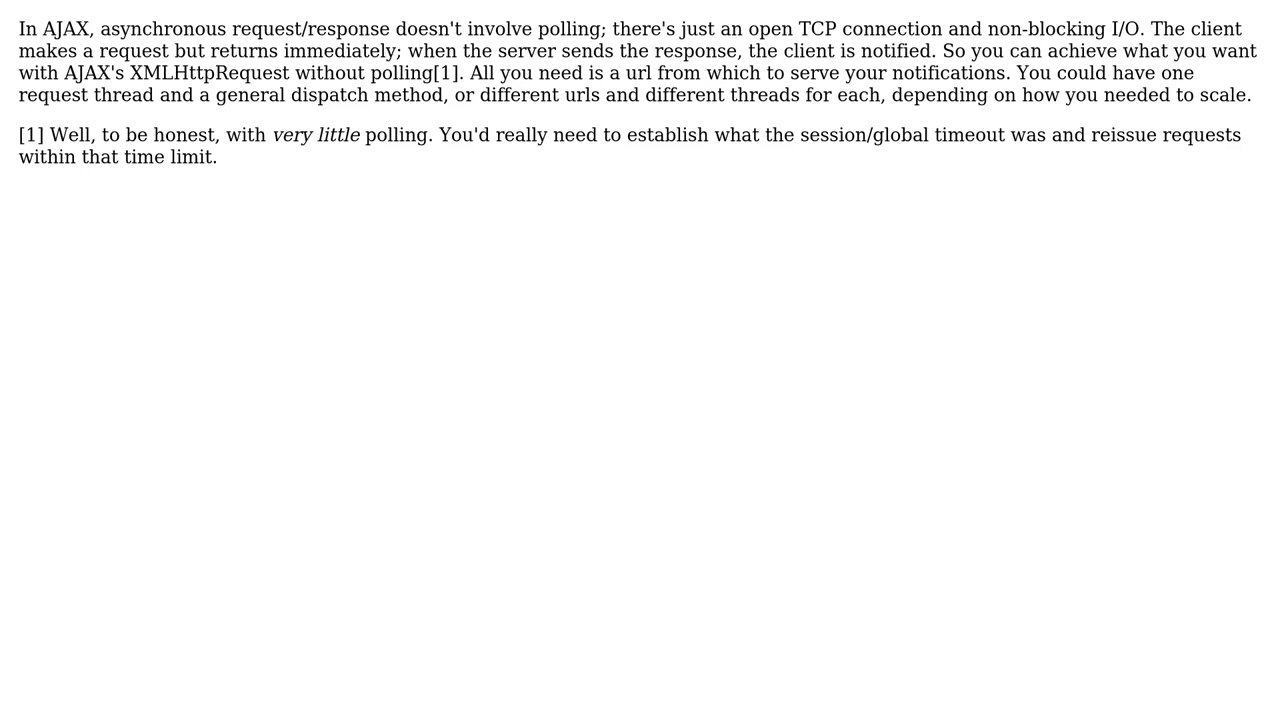 In AJAX, asynchronous request/response doesn't involve polling; there's just an open TCP connection and non-blocking I/O. The client
makes a request but returns immediately; when the server sends the response, the client is notified. So you can achieve what you want
with AJAX's XMLHttpRequest without polling[1]. All you need is a url from which to serve your notifications. You could have one
request thread and a general dispatch method, or different urls and different threads for each, depending on how you needed to scale.
[1] Well, to be honest, with very little polling. You'd really need to establish what the session/global timeout was and reissue requests
within that time limit.